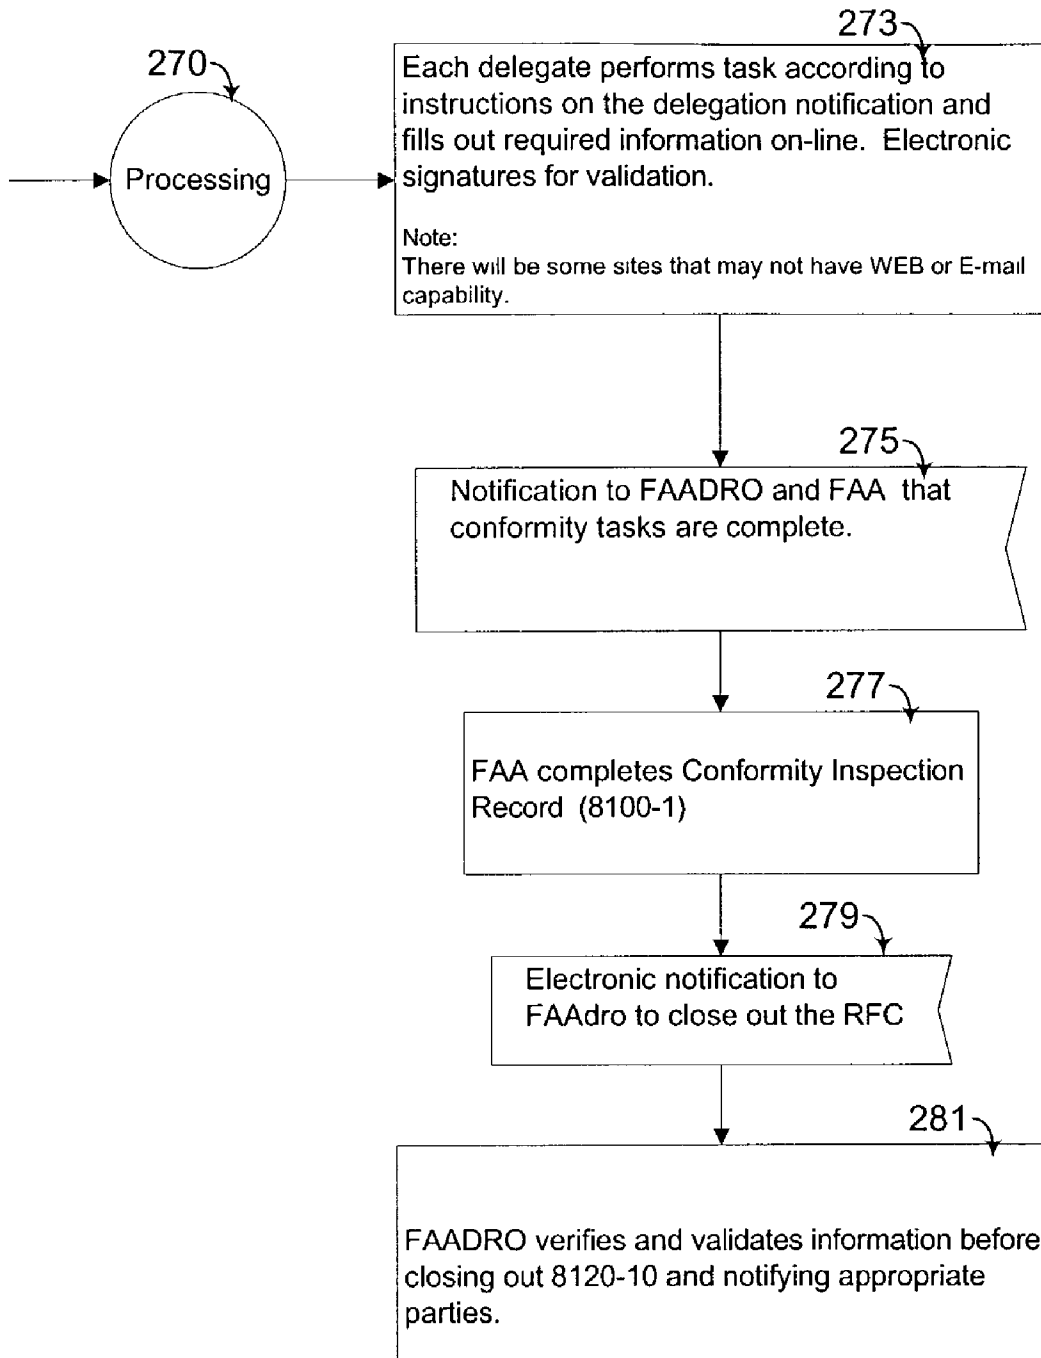 273
270
Each delegate performs task according to
instructions on the delegation notification and
fills out required information on-line.  Electronic
signatures for validation.
Processing
Note:
There will be some sites that may not have WEB or E-mail
capability.
275
Notification to FAADRO and FAA  that
conformity tasks are complete.
277
FAA completes Conformity Inspection
Record  (8100-1)
279
Electronic notification to
FAAdro to close out the RFC
281
FAADRO verifies and validates information before
closing out 8120-10 and notifying appropriate
parties.